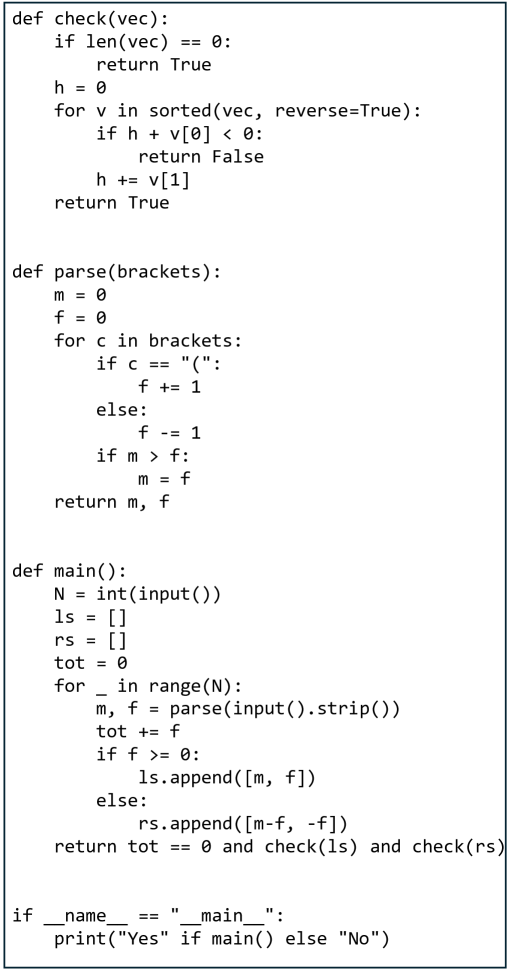 def check(vec):
    if len(vec) == 0:
        return True
    h = 0
    for v in sorted(vec, reverse=True):
        if h + v[0] < 0:
            return False
        h += v[1]
    return True
def parse(brackets):
    m = 0
    f = 0
    for c in brackets:
        if c == "(":
            f += 1
        else:
            f -= 1
        if m > f:
            m = f
    return m, f
def main():
    N = int(input())
    ls = []
    rs = []
    tot = 0
    for _ in range(N):
        m, f = parse(input().strip())
        tot += f
        if f >= 0:
            ls.append([m, f])
        else:
            rs.append([m-f, -f])
    return tot == 0 and check(ls) and check(rs)
if __name__ == "__main__":
    print("Yes" if main() else "No")